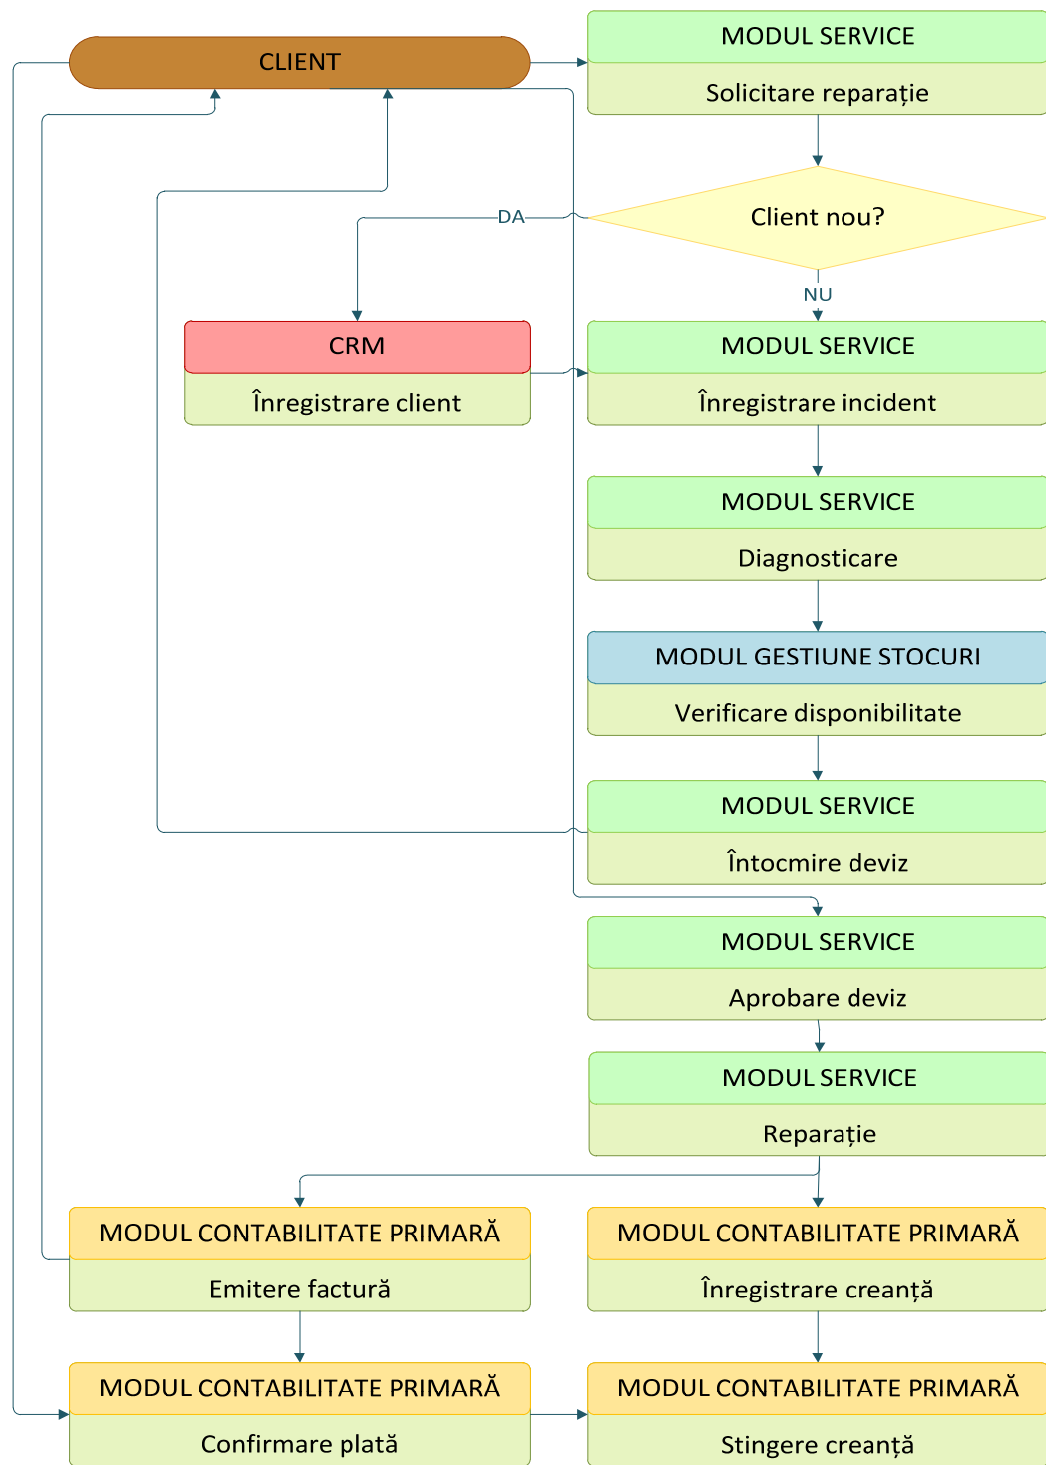 CLIENT
MODUL SERVICE
Solicitare reparație
Client nou?
DA
NU
CRM
Înregistrare client
MODUL SERVICE
Înregistrare incident
MODUL SERVICE
Diagnosticare
MODUL GESTIUNE STOCURI
Verificare disponibilitate
MODUL SERVICE
Întocmire deviz
MODUL SERVICE
Aprobare deviz
MODUL SERVICE
Reparație
MODUL CONTABILITATE PRIMARĂ
Emitere factură
MODUL CONTABILITATE PRIMARĂ
Înregistrare creanță
MODUL CONTABILITATE PRIMARĂ
Confirmare plată
MODUL CONTABILITATE PRIMARĂ
Stingere creanță